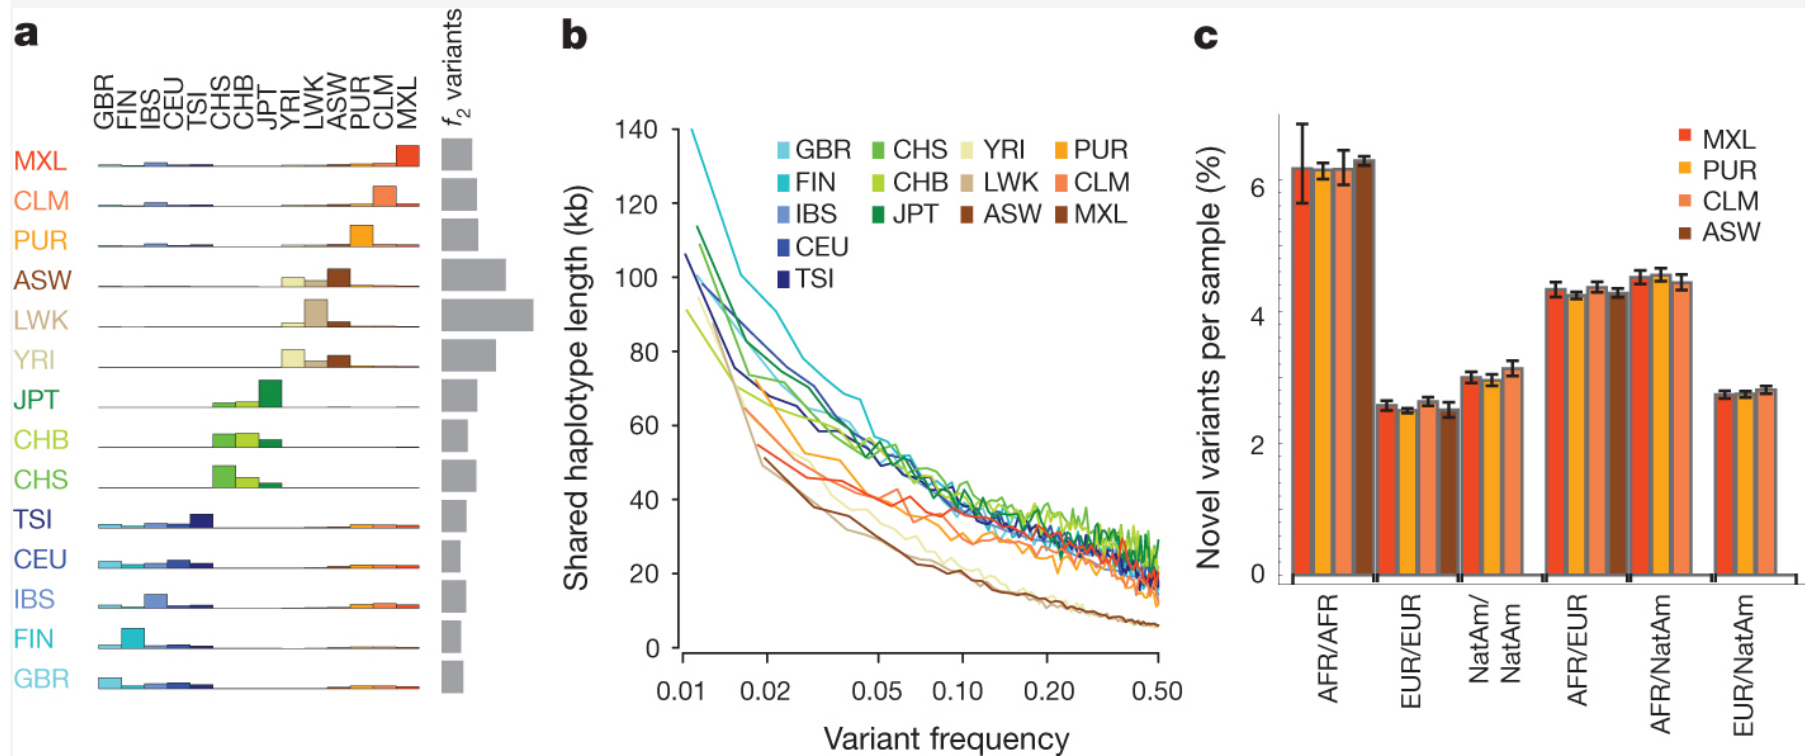 a
GBR
FIN
IBS
CEU
TSI
CHS
CHB
JPT
YRI
LWK
ASW
PUR
CLM
MXL
f2 variants
MXL
CLM
PUR
ASW
LWK
YRI
JPT
CHB
CHS
TSI
CEU
IBS
FIN
GBR
b
Shared haplotype length (kb)
140
120
100
80
60
40
20
0
GBR CHS YRI PUR
FIN CHB LWK CLM
IBS JPT ASW MXL
CEU
TSI
0.01 0.02 0.05 0.10 0.20 0.50
Variant frequency
c
Novel variants per sample (%)
6
4
2
0
MXL
PUR
CLM
ASW
AFR/AFR
EUR/EUR
NatAm/
NatAm
AFR/EUR
AFR/NatAm
EUR/NatAm